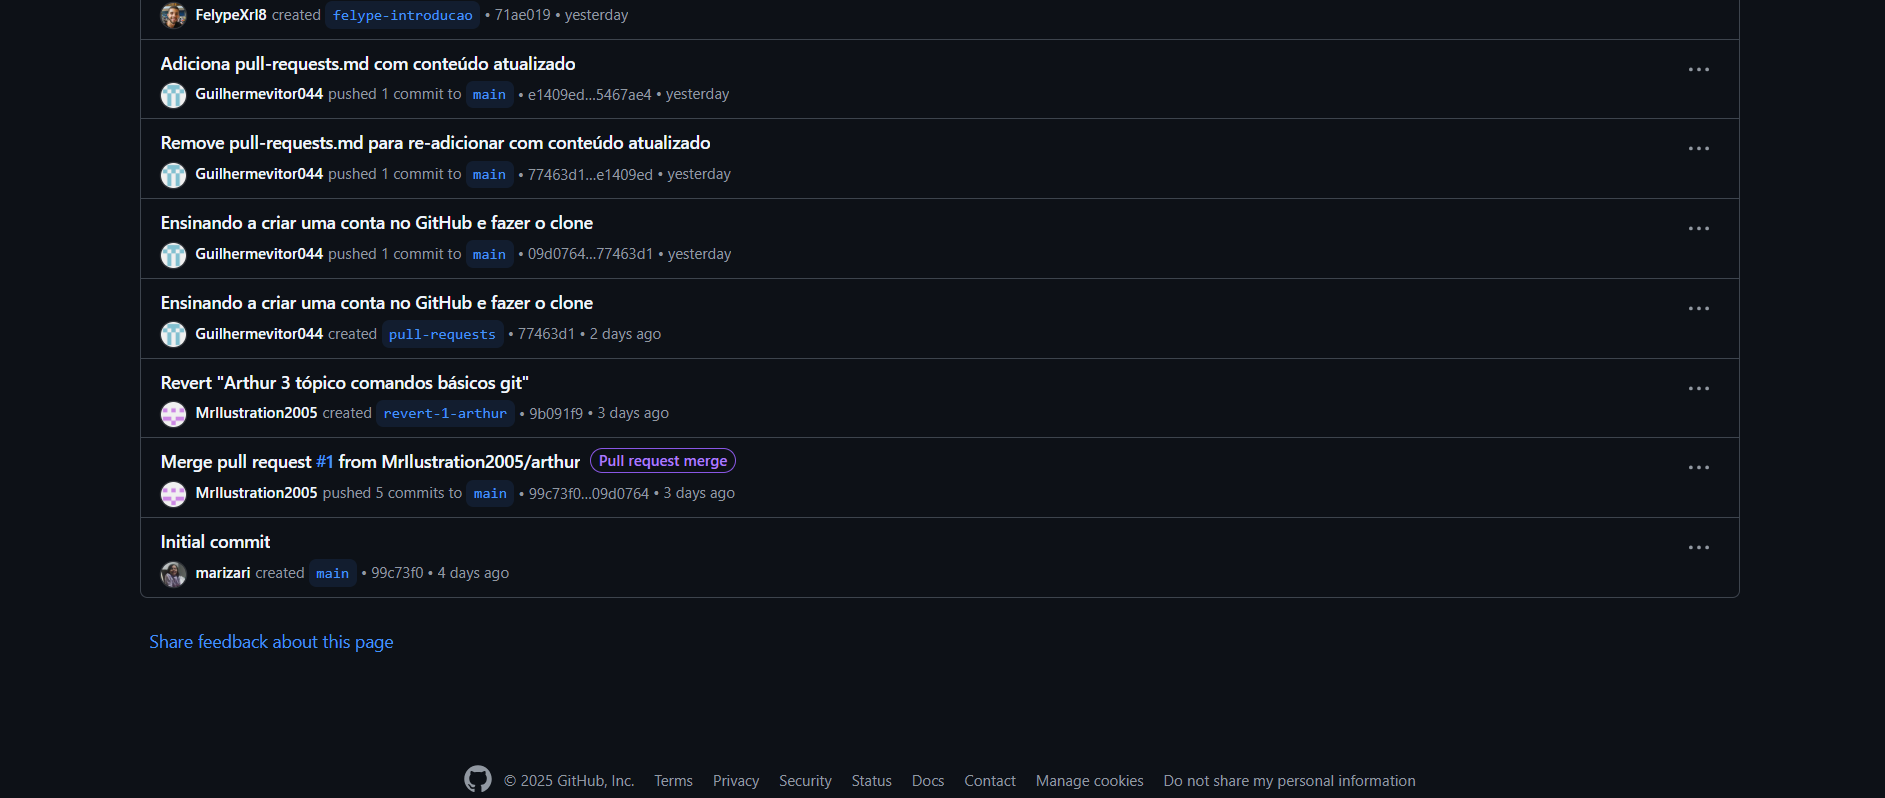 FelypeXrl8 created felype-introducao • 71ae019 • yesterday
Adiciona pull-requests.md com conteúdo atualizado
Guilhermevitor044 pushed 1 commit to main • e1409ed...5467ae4 • yesterday
Remove pull-requests.md para re-adicionar com conteúdo atualizado
Guilhermevitor044 pushed 1 commit to main • 77463d1...e1409ed • yesterday
Ensinando a criar uma conta no GitHub e fazer o clone
Guilhermevitor044 pushed 1 commit to main • 09d0764...77463d1 • yesterday
Ensinando a criar uma conta no GitHub e fazer o clone
Guilhermevitor044 created pull-requests • 77463d1 • 2 days ago
Revert "Arthur 3 tópico comandos básicos git"
MrIlustration2005 created revert-1-arthur • 9b091f9 • 3 days ago
Merge pull request #1 from MrIlustration2005/arthur Pull request merge
MrIlustration2005 pushed 5 commits to main • 99c73f0...09d0764 • 3 days ago
Initial commit
marizari created main • 99c73f0 • 4 days ago
Share feedback about this page
© 2025 GitHub, Inc. Terms Privacy Security Status Docs Contact Manage cookies Do not share my personal information